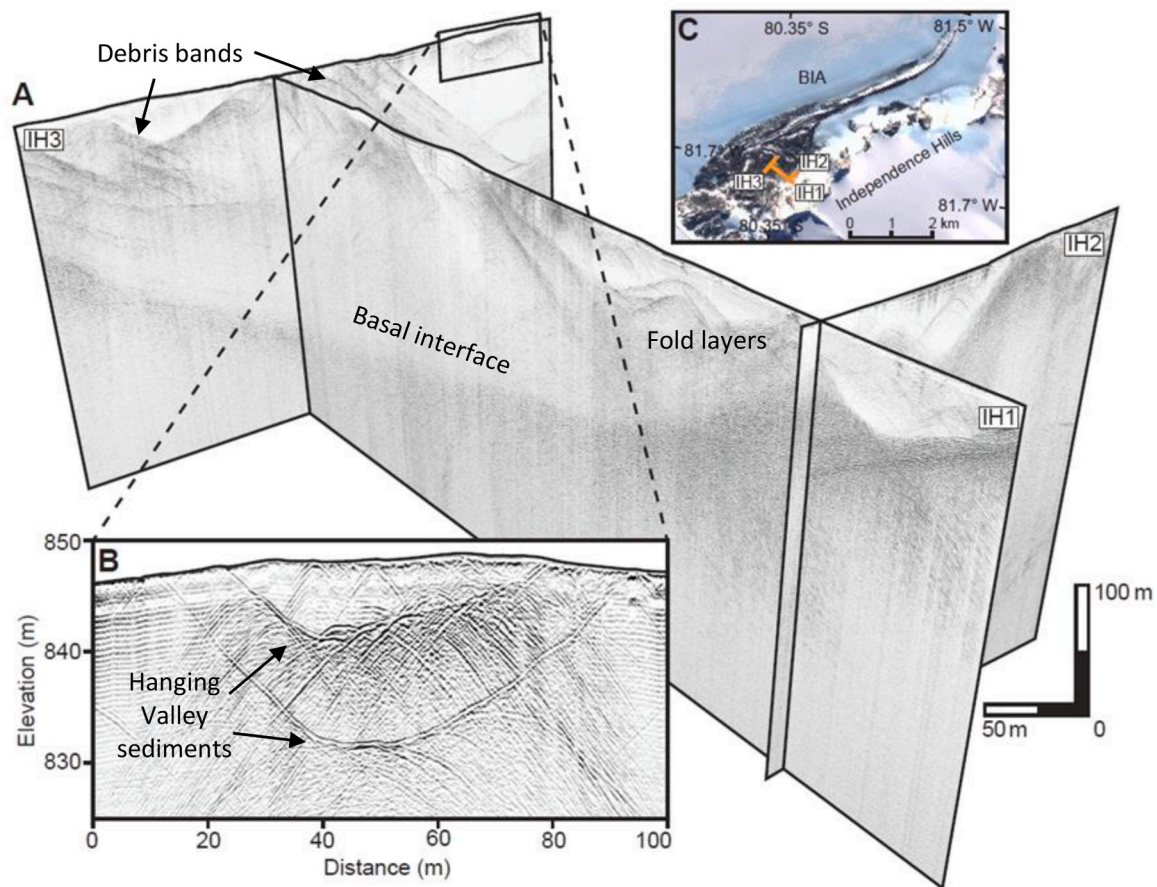 A
Debris bands
IH3
Basal interface
Fold layers
IH1
IH2
C
80.35° S
81.5° W
BIA
81.7° W
IH2
IH3
IH1
Independence Hills
81.7° W
80.351 S
0 1 2 km
B
850
840
830
Elevation (m)
Hanging
Valley
sediments
0 20 40 60 80 100
Distance (m)
100 m
50 m 0